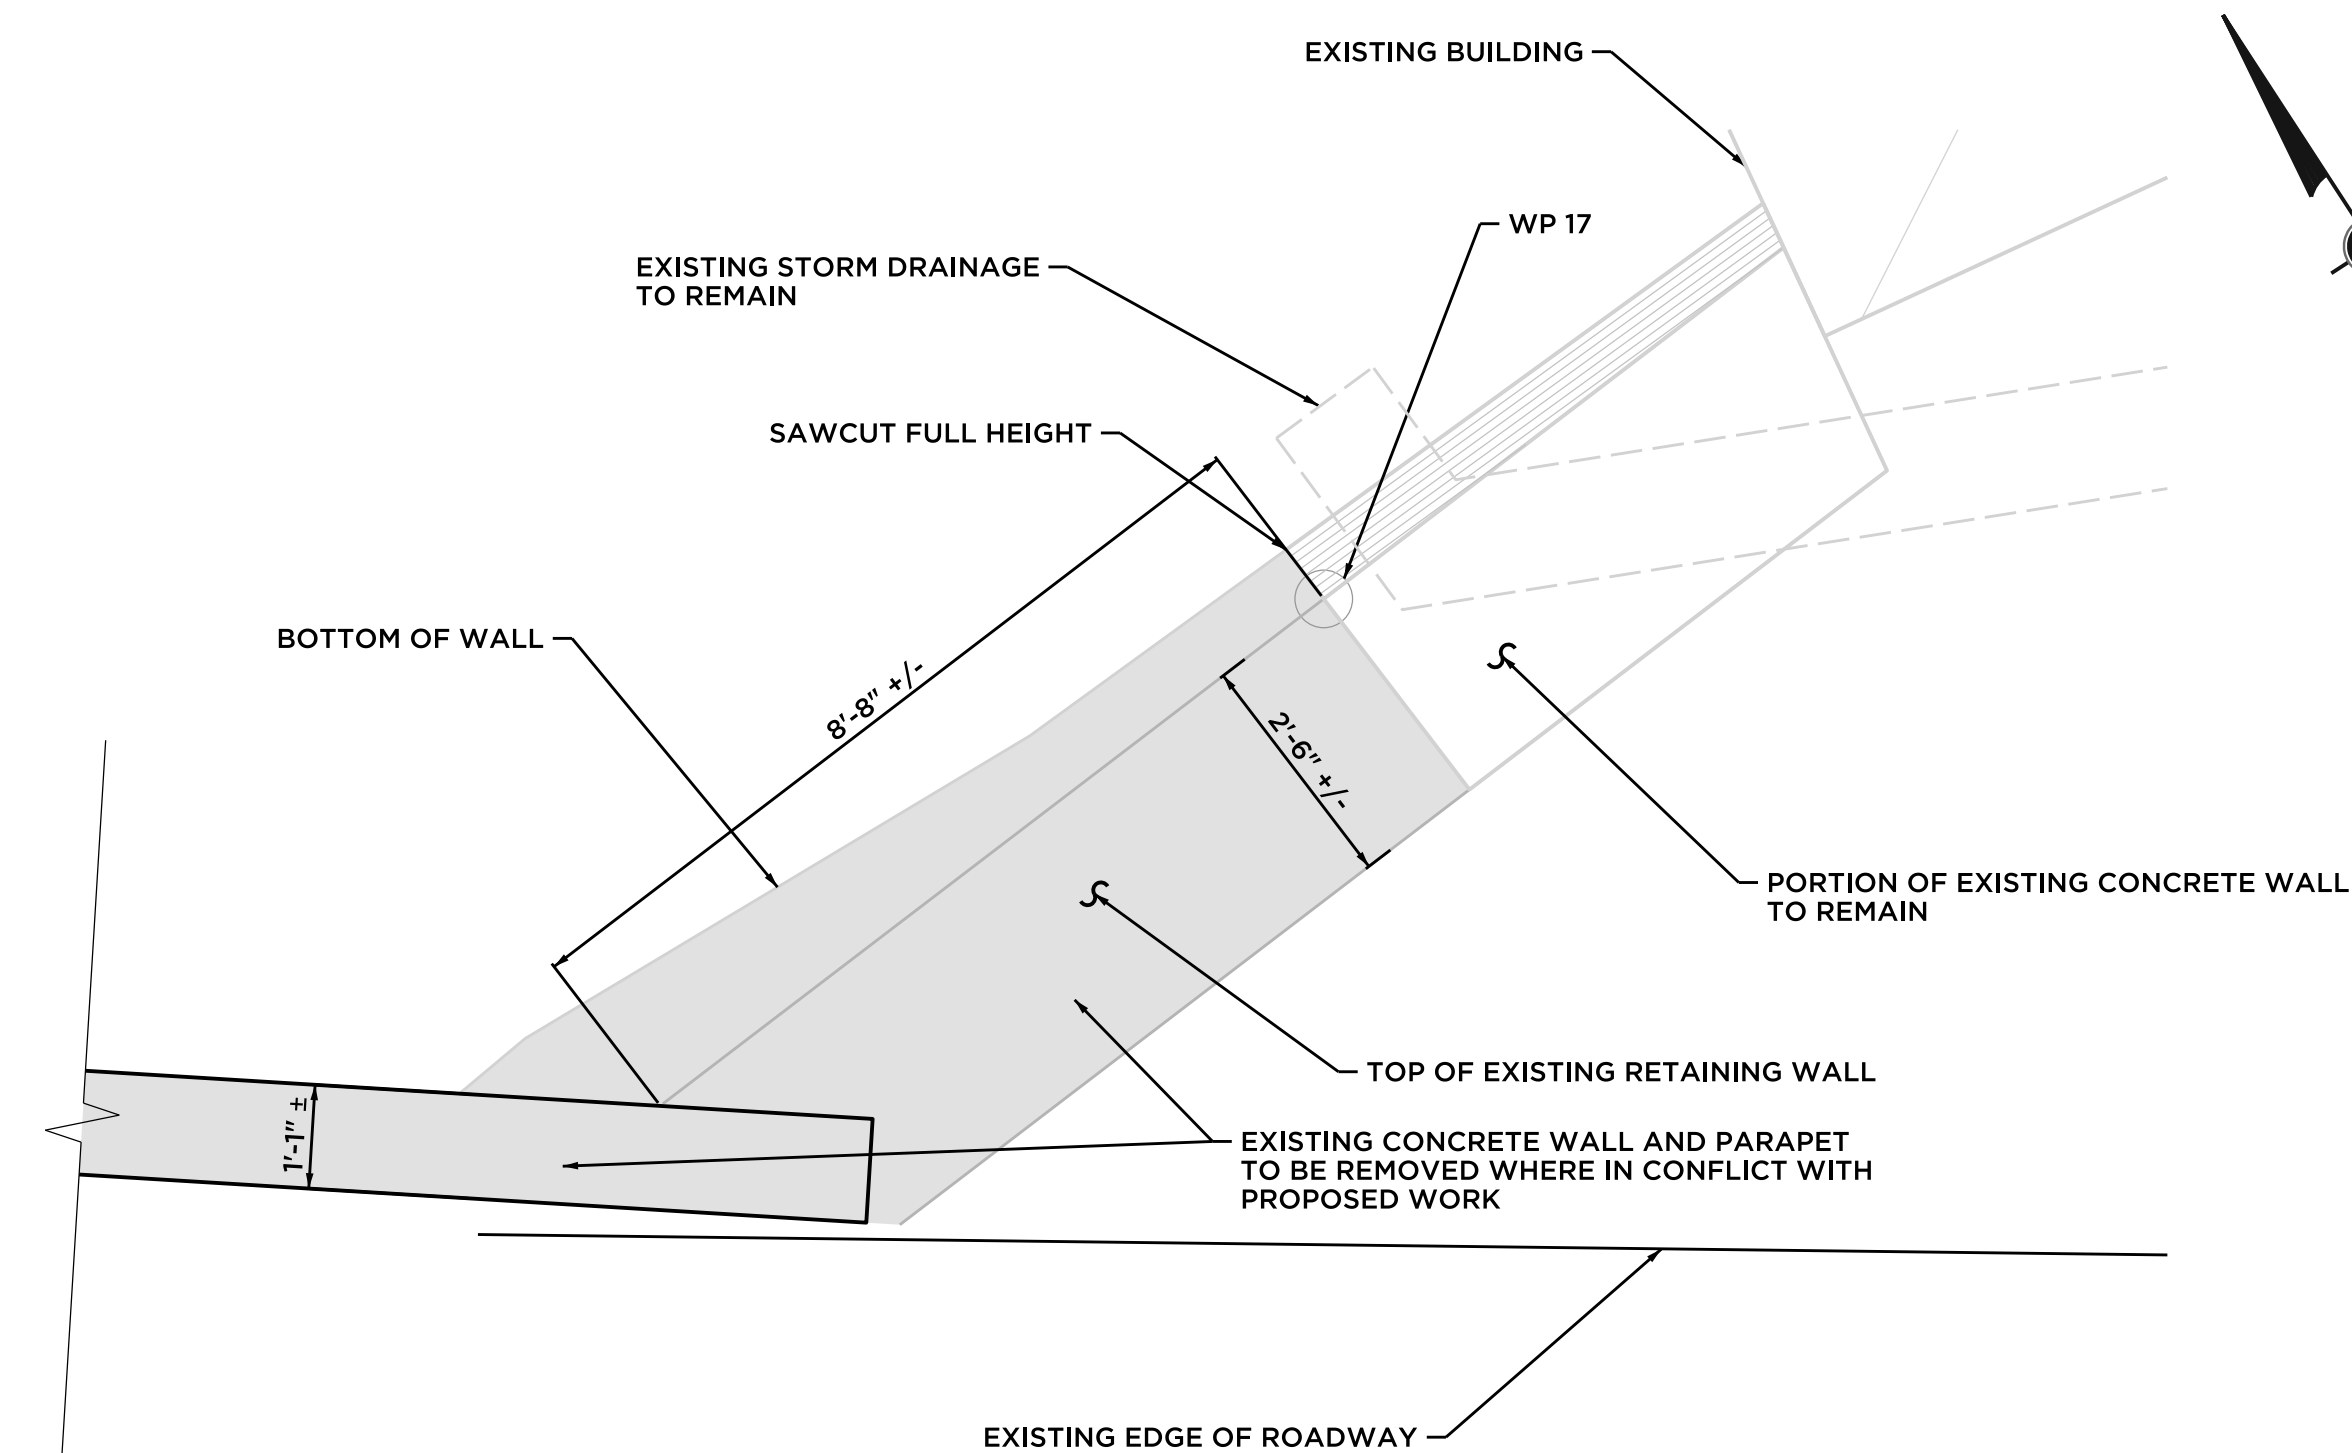 EXISTING BUILDING
WP 17
EXISTING STORM DRAINAGE
TO REMAIN
SAWCUT FULL HEIGHT
BOTTOM OF WALL
8'-8" +/-
2'-6" +/-
PORTION OF EXISTING CONCRETE WALL
TO REMAIN
TOP OF EXISTING RETAINING WALL
1'-1" ±
EXISTING CONCRETE WALL AND PARAPET
TO BE REMOVED WHERE IN CONFLICT WITH
PROPOSED WORK
EXISTING EDGE OF ROADWAY